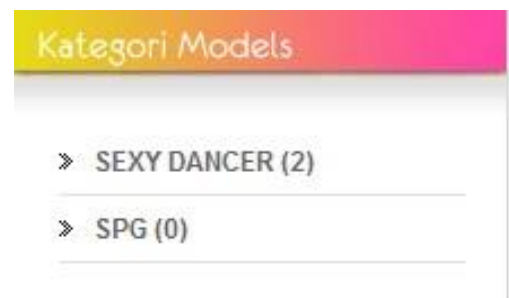 Kategori Models
SEXY DANCER (2)
SPG (0)